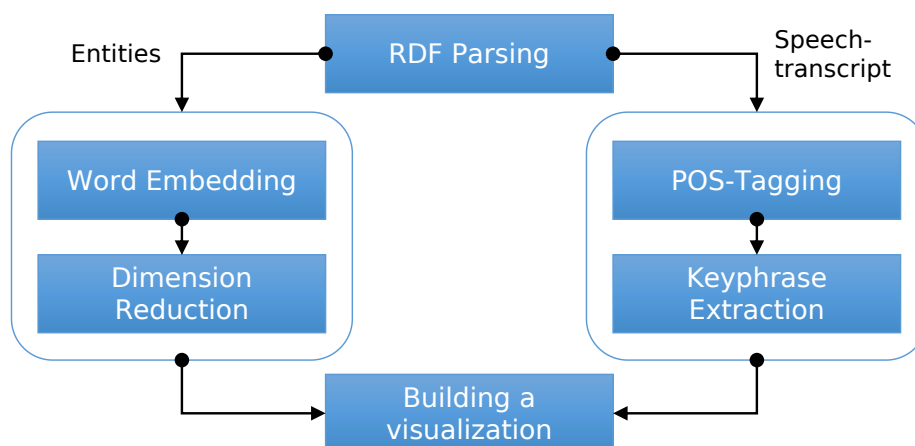 Entities
RDF Parsing
Speech-
transcript
Word Embedding
POS-Tagging
Dimension
Reduction
Keyphrase
Extraction
Building a
visualization